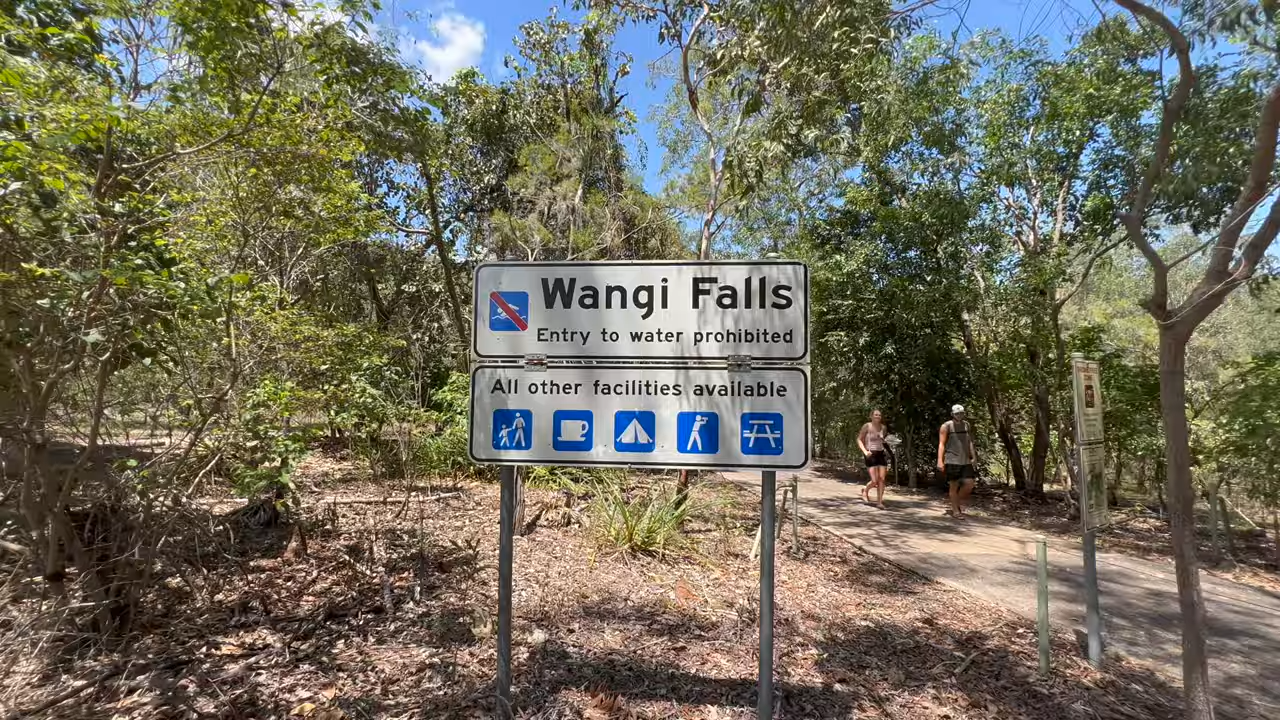 Wangi Falls
Entry to water prohibited
All other facilities available